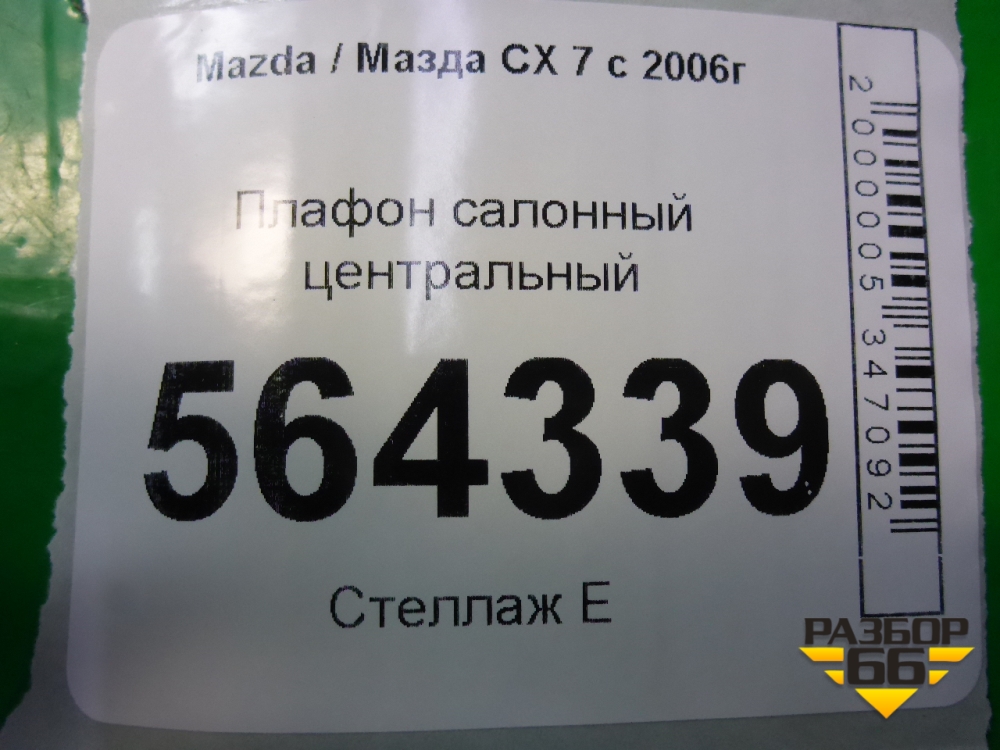 Mazda / Мазда CX 7 с 2006г
Плафон салонный
центральный
564339
Стеллаж Е
2000005347092
РАЗБОР
66